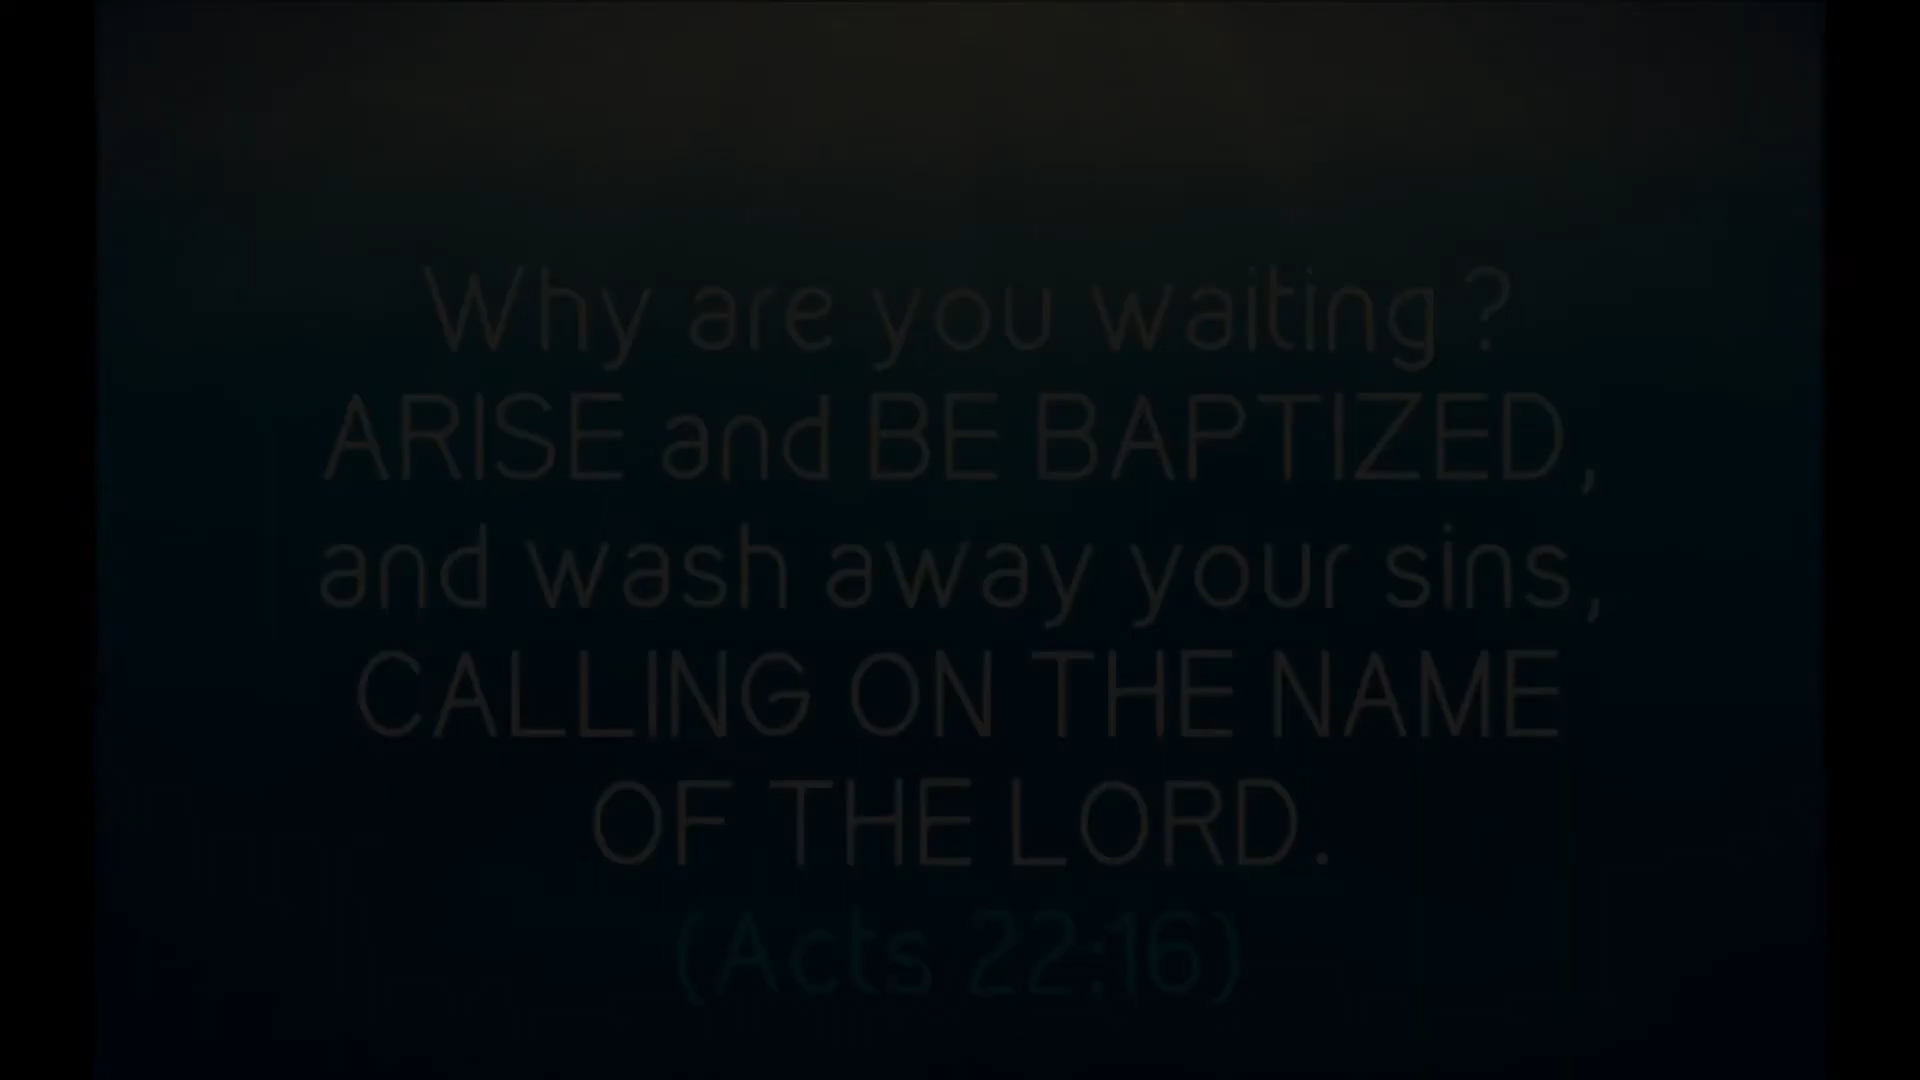 Why are you waiting?
ARISE and BE BAPTIZED,
and wash away your sins,
CALLING ON THE NAME
OF THE LORD.
(Acts 22:16)